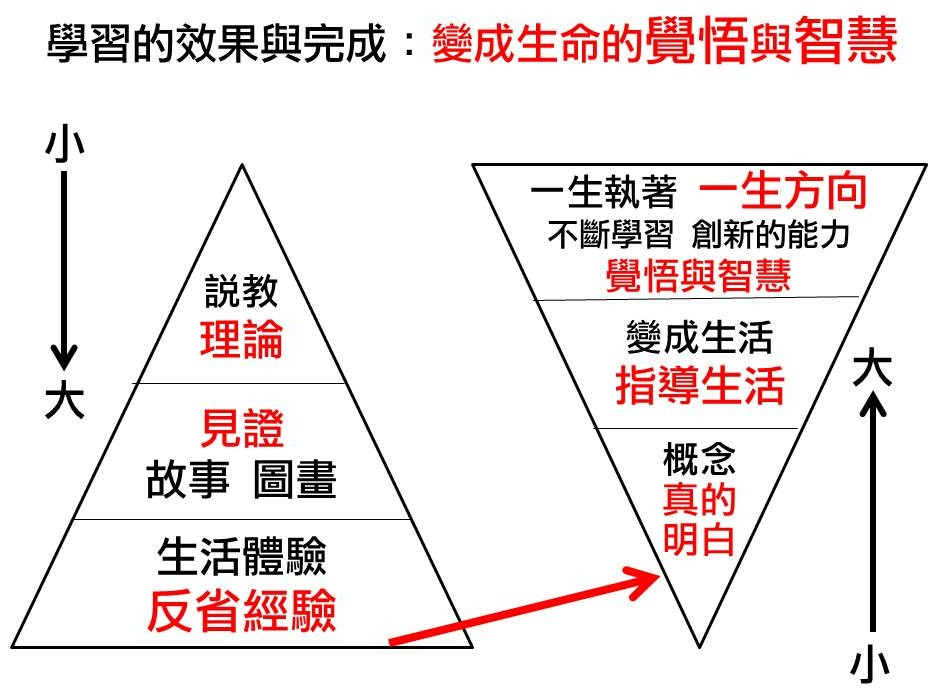 學習的效果與完成：變成生命的覺悟與智慧
小
大
説教
理論
見證
故事 圖畫
生活體驗
反省經驗
一生執著 一生方向
不斷學習 創新的能力
覺悟與智慧
變成生活
指導生活
概念
真的
明白
大
小